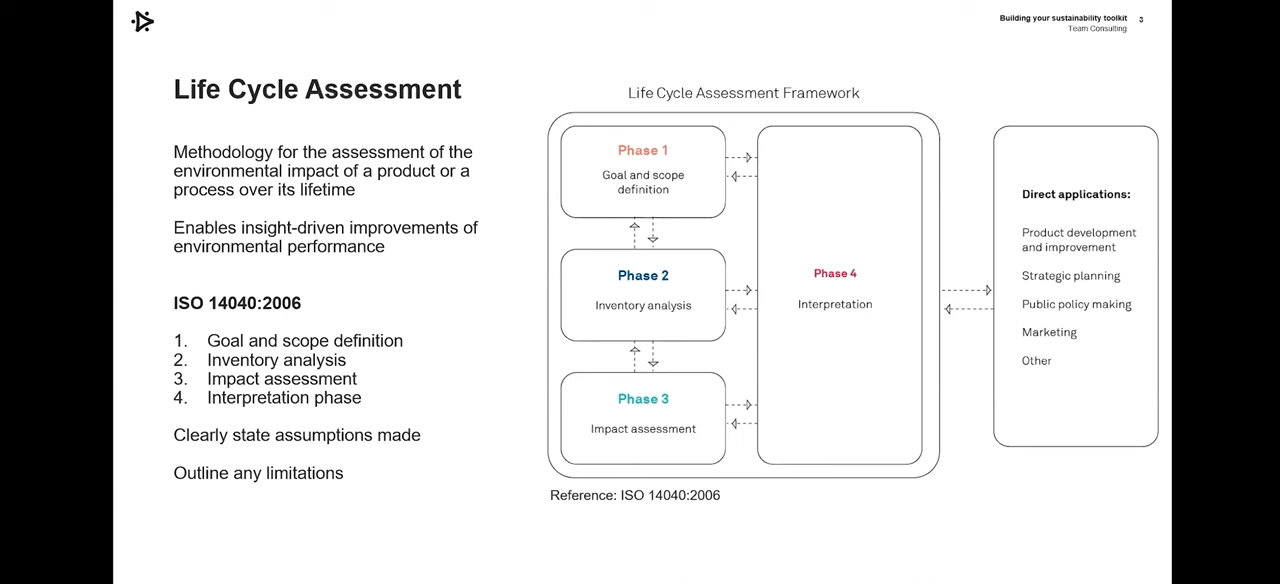 Building your sustainability toolkit 3
Team Consulting
Life Cycle Assessment
Methodology for the assessment of the
environmental impact of a product or a
process over its lifetime
Enables insight-driven improvements of
environmental performance
ISO 14040:2006
1. Goal and scope definition
2. Inventory analysis
3. Impact assessment
4. Interpretation phase
Clearly state assumptions made
Outline any limitations
Life Cycle Assessment Framework
Phase 1
Goal and scope
definition
Phase 2
Inventory analysis
Phase 3
Impact assessment
Phase 4
Interpretation
Direct applications:
Product development
and improvement
Strategic planning
Public policy making
Marketing
Other
Reference: ISO 14040:2006